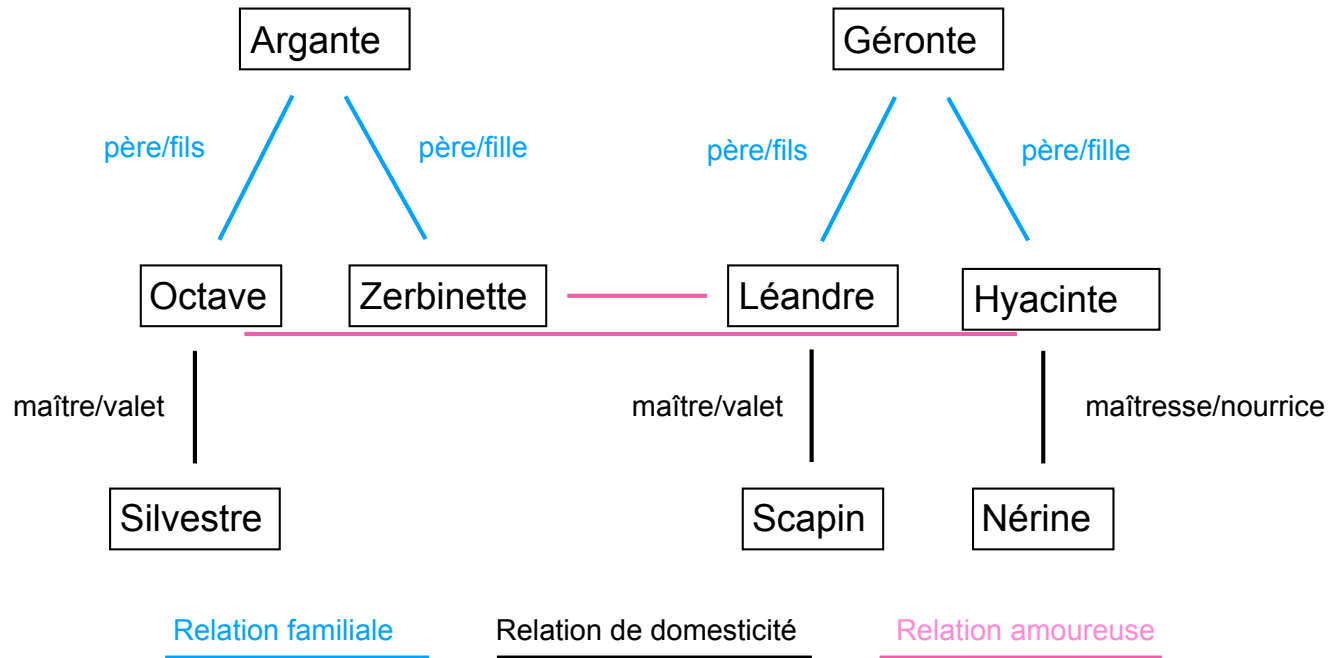 Argante
Géronte
père/fils
père/fille
père/fils
père/fille
Octave
Zerbinette
Léandre
Hyacinte
maître/valet
maître/valet
maîtresse/nourrice
Silvestre
Scapin
Nérine
Relation familiale
Relation de domesticité
Relation amoureuse